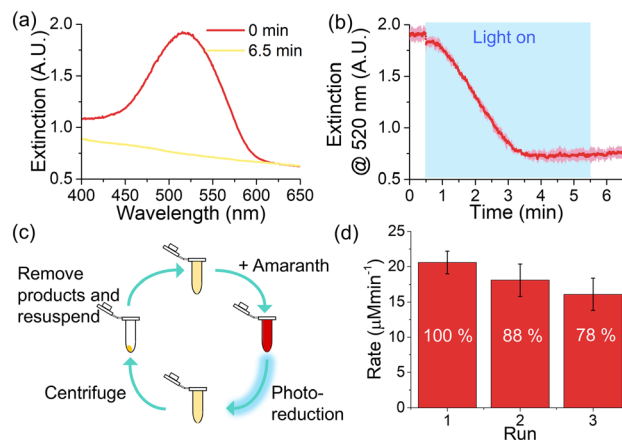 (a)
0 min
6.5 min
Extinction (A.U.)
2.0
1.5
1.0
0.5
400 450 500 550 600 650
Wavelength (nm)
(b)
Light on
Extinction
@ 520 nm (A.U.)
2.0
1.5
1.0
0.5
0 1 2 3 4 5 6
Time (min)
(c)
+ Amaranth
Remove
products and
resuspend
Centrifuge
Photo-
reduction
(d)
Rate (μMmin⁻¹)
25
20
15
10
5
0
100 %
88 %
78 %
1 2 3
Run